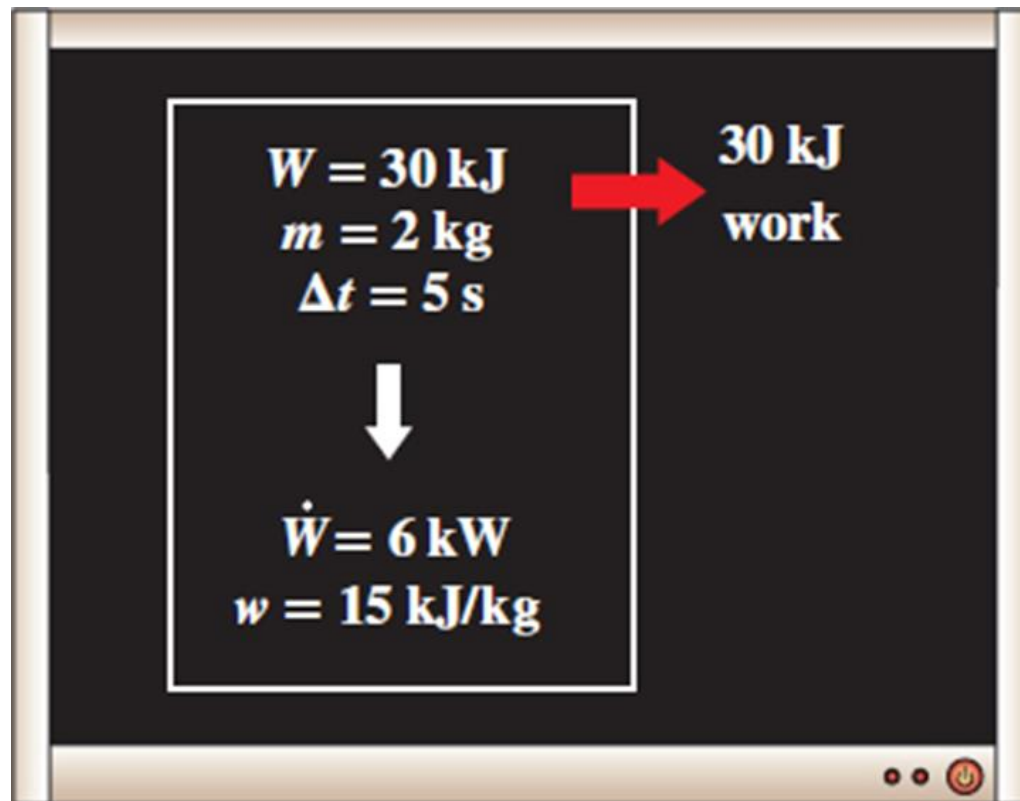 W = 30 kJ
m = 2 kg
Δt = 5 s
30 kJ
work
Ẇ= 6 kW
w = 15 kJ/kg